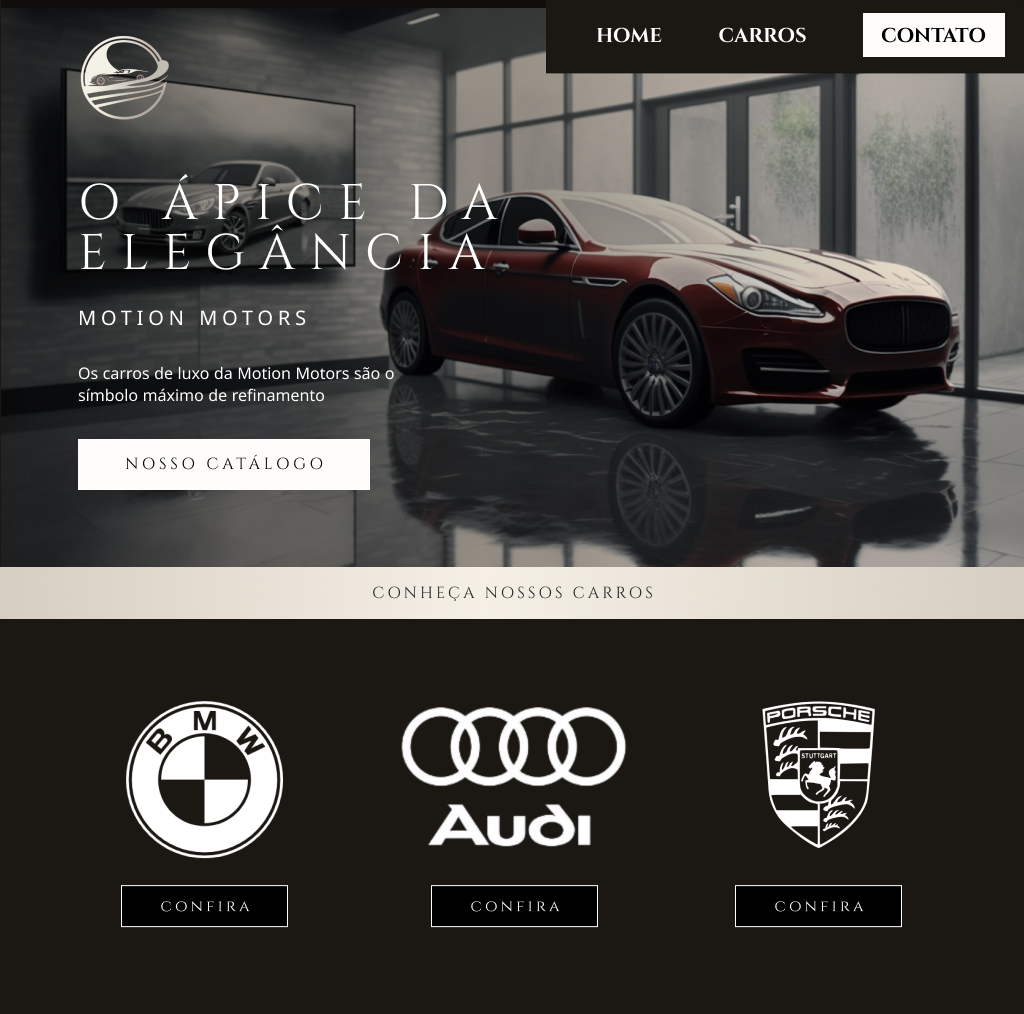 HOME CARROS CONTATO
O ÁPICE DA
ELEGÂNCIA
MOTION MOTORS
Os carros de luxo da Motion Motors são o
símbolo máximo de refinamento
NOSSO CATÁLOGO
CONHEÇA NOSSOS CARROS
BMW
Audi
PORSCHE
STUTTGART
CONFIRA CONFIRA CONFIRA